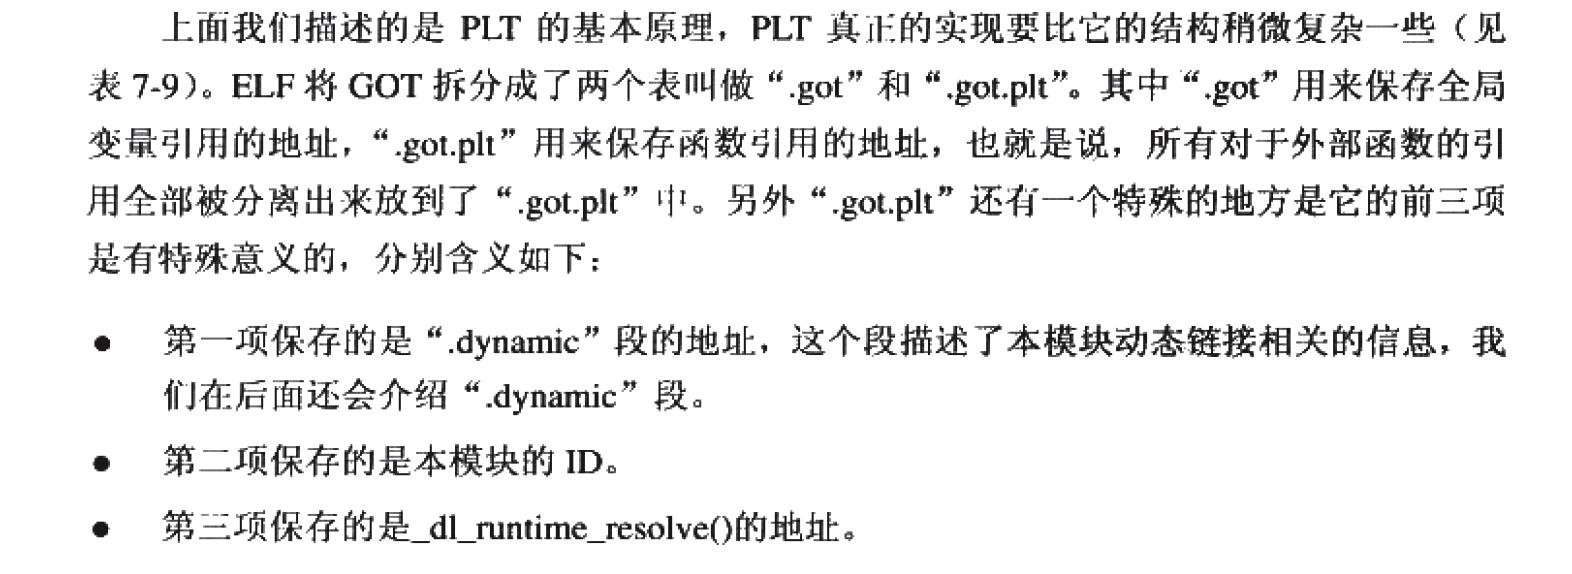 上面我们描述的是 PLT 的基本原理，PLT 真正的实现要比它的结构稍微复杂一些（见
表 7-9）。ELF 将 GOT 拆分成了两个表叫做“.got”和“.got.plt”。其中“.got”用来保存全局
变量引用的地址，“.got.plt”用来保存函数引用的地址，也就是说，所有对于外部函数的引
用全部被分离出来放到了“.got.plt”中。另外“.got.plt”还有一个特殊的地方是它的前三项
是有特殊意义的，分别含义如下：
● 第一项保存的是“.dynamic”段的地址，这个段描述了本模块动态链接相关的信息，我
们在后面还会介绍“.dynamic”段。
● 第二项保存的是本模块的 ID。
● 第三项保存的是_dl_runtime_resolve()的地址。